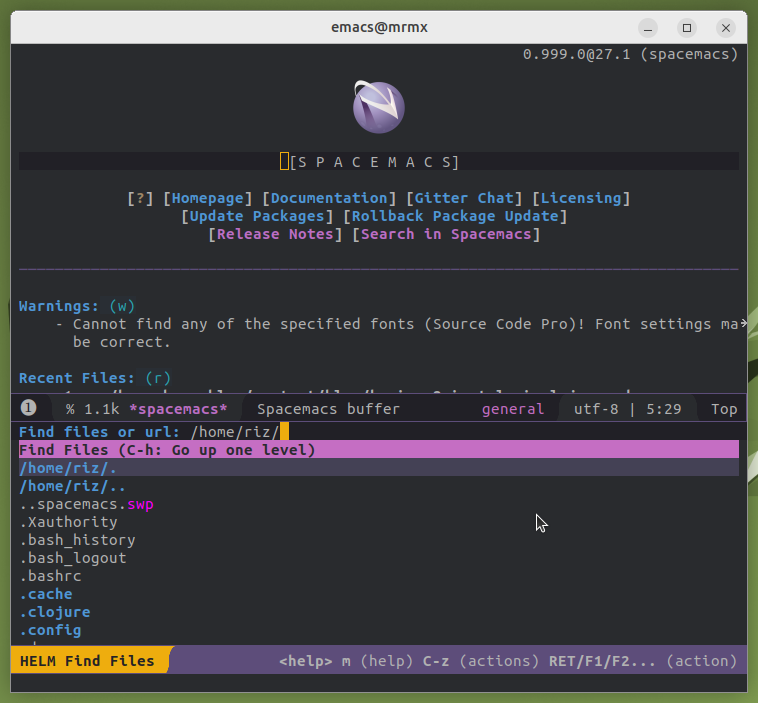 emacs@mrmx
0.999.0@27.1 (spacemacs)
[S P A C E M A C S]
[?] [Homepage] [Documentation] [Gitter Chat] [Licensing]
[Update Packages] [Rollback Package Update]
[Release Notes] [Search in Spacemacs]
Warnings: (w)
- Cannot find any of the specified fonts (Source Code Pro)! Font settings ma
be correct.
Recent Files: (r)
1 % 1.1k *spacemacs* Spacemacs buffer general utf-8 | 5:29 Top
Find files or url: /home/riz/
Find Files (C-h: Go up one level)
/home/riz/.
/home/riz/..
..spacemacs.swp
.Xauthority
.bash_history
.bash_logout
.bashrc
.cache
.clojure
.config
HELM Find Files <help> m (help) C-z (actions) RET/F1/F2... (action)